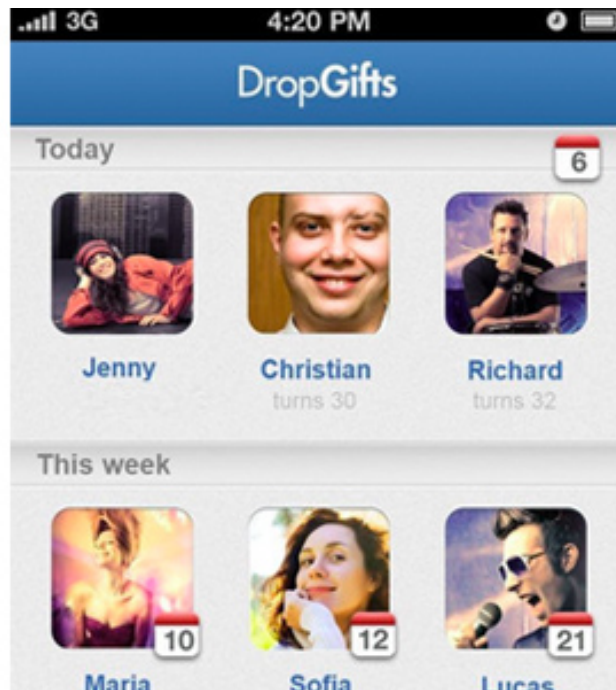 3G 4:20 PM
DropGifts
Today 6
Jenny Christian Richard
turns 30 turns 32
This week
10 12 21
Maria Sofia Lucas